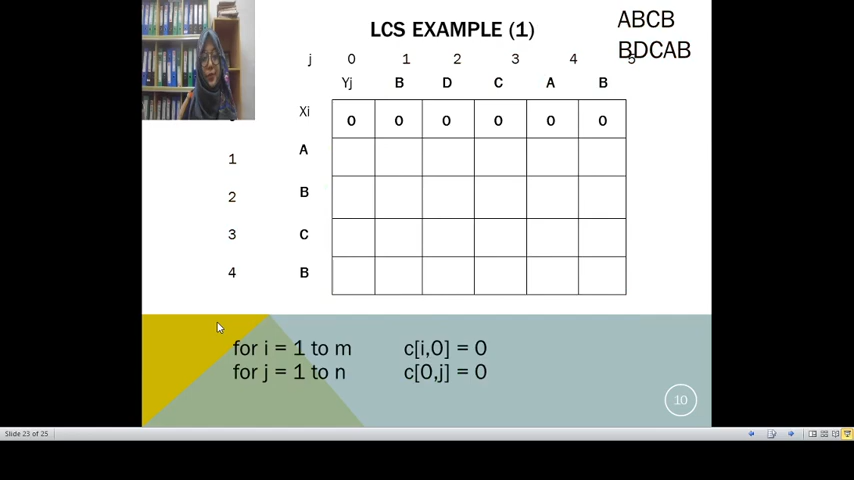 LCS EXAMPLE (1)
ABCB
BDCAB
j 0 1 2 3 4 5
Yj B D C A B
Xi 0 0 0 0 0 0
1 A
2 B
3 C
4 B
for i = 1 to m c[i,0] = 0
for j = 1 to n c[0,j] = 0
10
Slide 23 of 25